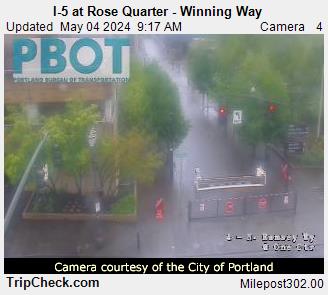 I-5 at Rose Quarter - Winning Way
Updated May 04 2024 9:17 AM Camera 4
PBOT
PORTLAND BUREAU OF TRANSPORTATION
Camera courtesy of the City of Portland
TripCheck.com Milepost302.00